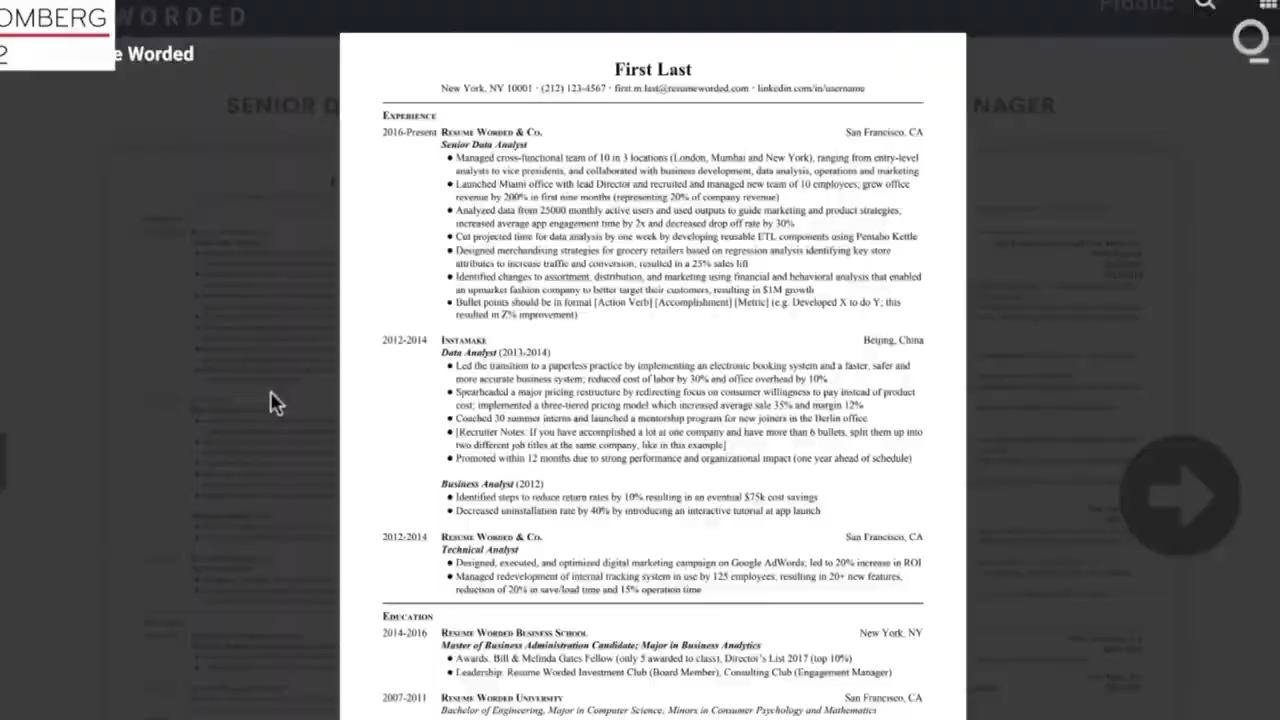 OMBERG
2
WORDED
e Worded
SENIOR D
NAGER
First Last
New York, NY 10001 · (212) 123-4567 · first.m.last@resumeworded.com · linkedin.com/in/username
EXPERIENCE
2016-Present RESUME WORDED & CO. San Francisco, CA
Senior Data Analyst
● Managed cross-functional team of 10 in 3 locations (London, Mumbai and New York), ranging from entry-level
analysts to vice presidents, and collaborated with business development, data analysis, operations and marketing
● Launched Miami office with lead Director and recruited and managed new team of 10 employees; grew office
revenue by 200% in first nine months (representing 20% of company revenue)
● Analyzed data from 25000 monthly active users and used outputs to guide marketing and product strategies;
increased average app engagement time by 2x and decreased drop off rate by 30%
● Cut projected time for data analysis by one week by developing reusable ETL components using Pentaho Kettle
● Designed merchandising strategies for grocery retailers based on regression analysis identifying key store
attributes to increase traffic and conversion, resulted in a 25% sales lift
● Identified changes to assortment, distribution, and marketing using financial and behavioral analysis that enabled
an upmarket fashion company to better target their customers, resulting in $1M growth
● Bullet points should be in format [Action Verb] [Accomplishment] [Metric] (e.g. Developed X to do Y; this
resulted in Z% improvement)
2012-2014 INSTAMAKE Beijing, China
Data Analyst (2013-2014)
● Led the transition to a paperless practice by implementing an electronic booking system and a faster, safer and
more accurate business system; reduced cost of labor by 30% and office overhead by 10%
● Spearheaded a major pricing restructure by redirecting focus on consumer willingness to pay instead of product
cost; implemented a three-tiered pricing model which increased average sale 35% and margin 12%
● Coached 30 summer interns and launched a mentorship program for new joiners in the Berlin office
● [Recruiter Notes: If you have accomplished a lot at one company and have more than 6 bullets, split them up into
two different job titles at the same company, like in this example]
● Promoted within 12 months due to strong performance and organizational impact (one year ahead of schedule)
Business Analyst (2012)
● Identified steps to reduce return rates by 10% resulting in an eventual $75k cost savings
● Decreased uninstallation rate by 40% by introducing an interactive tutorial at app launch
2012-2014 RESUME WORDED & CO. San Francisco, CA
Technical Analyst
● Designed, executed, and optimized digital marketing campaign on Google AdWords; led to 20% increase in ROI
● Managed redevelopment of internal tracking system in use by 125 employees, resulting in 20+ new features,
reduction of 20% in save/load time and 15% operation time
EDUCATION
2014-2016 RESUME WORDED BUSINESS SCHOOL New York, NY
Master of Business Administration Candidate; Major in Business Analytics
● Awards: Bill & Melinda Gates Fellow (only 5 awarded to class), Director's List 2017 (top 10%)
● Leadership: Resume Worded Investment Club (Board Member), Consulting Club (Engagement Manager)
2007-2011 RESUME WORDED UNIVERSITY San Francisco, CA
Bachelor of Engineering, Major in Computer Science; Minors in Consumer Psychology and Mathematics